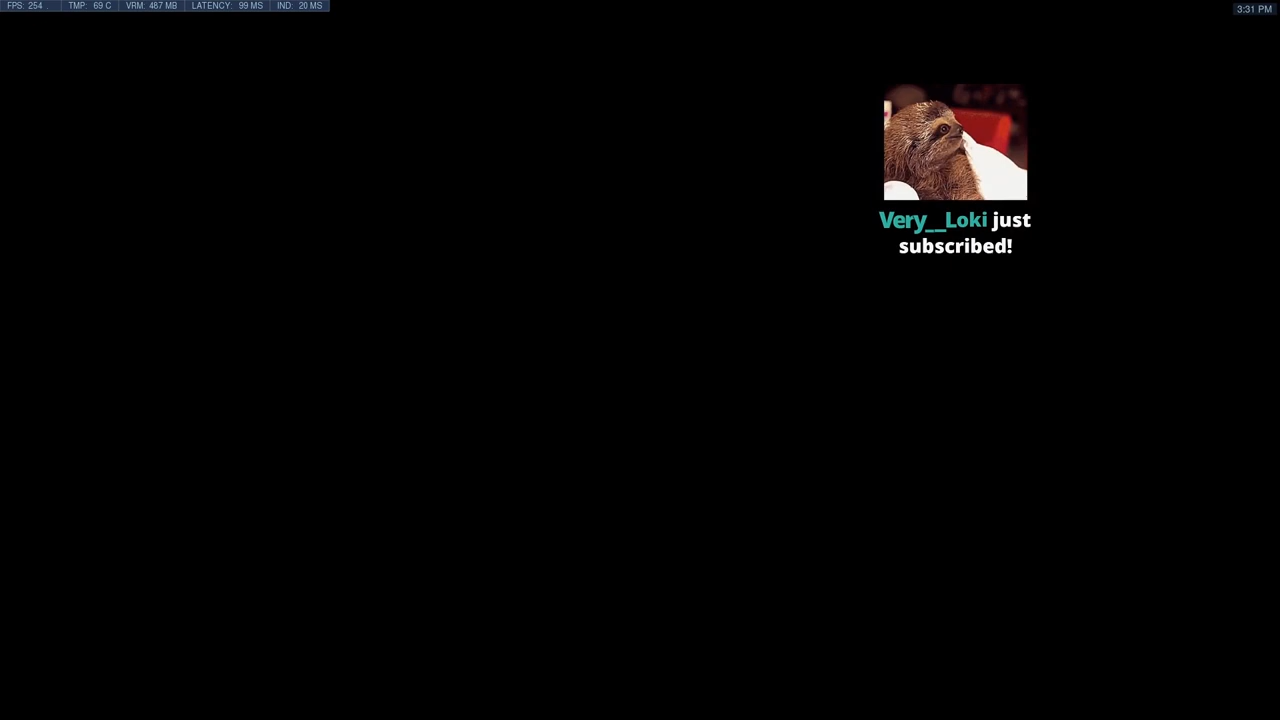 FPS: 254 . TMP: 69 C VRM: 487 MB LATENCY: 99 MS IND: 20 MS
3:31 PM
Very__Loki just
subscribed!